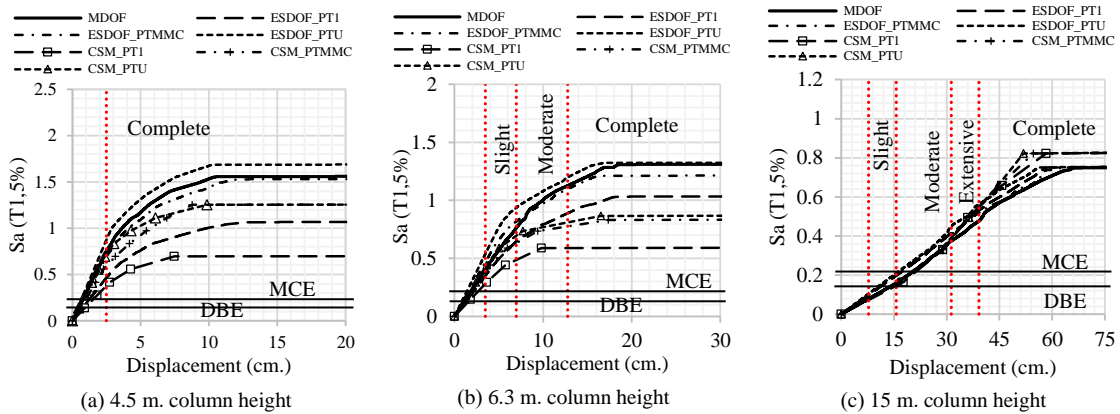 MDOF
ESDOF_PT1
ESDOF_PTMMC
ESDOF_PTU
CSM_PT1
CSM_PTMMC
CSM_PTU
2.5
2
1.5
1
0.5
0
Sa (T1,5%)
Complete
MCE
DBE
0 5 10 15 20
Displacement (cm.)
(a) 4.5 m. column height
MDOF
ESDOF_PT1
ESDOF_PTMMC
ESDOF_PTU
CSM_PT1
CSM_PTMMC
CSM_PTU
2
1.5
1
0.5
0
Sa (T1,5%)
Slight
Moderate
Complete
MCE
DBE
0 10 20 30
Displacement (cm.)
(b) 6.3 m. column height
MDOF
ESDOF_PT1
ESDOF_PTMMC
ESDOF_PTU
CSM_PT1
CSM_PTMMC
CSM_PTU
1.2
1
0.8
0.6
0.4
0.2
0
Sa (T1,5%)
Slight
Moderate
Extensive
Complete
MCE
DBE
0 15 30 45 60 75
Displacement (cm.)
(c) 15 m. column height